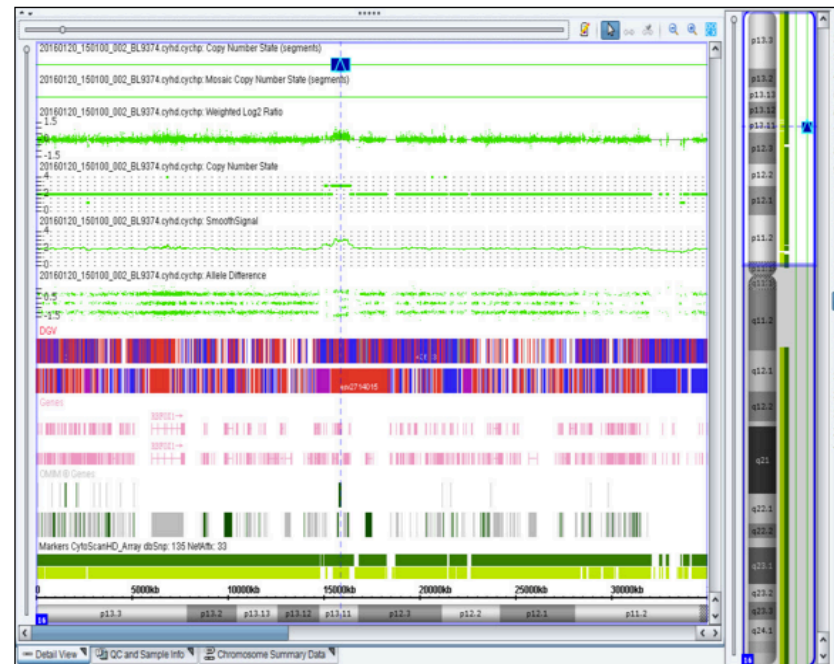 20160120_150100_002_BL9374.cyhd.cychp: Copy Number State (segments)
20160120_150100_002_BL9374.cyhd.cychp: Mosaic Copy Number State (segments)
20160120_150100_002_BL9374.cyhd.cychp: Weighted Log2 Ratio
1.5
0
-1.5
20160120_150100_002_BL9374.cyhd.cychp: Copy Number State
4
2
0
20160120_150100_002_BL9374.cyhd.cychp: SmoothSignal
4
2
0
20160120_150100_002_BL9374.cyhd.cychp: Allele Difference
0.5
-1.5
DGV
esv2714015
Genes
OMIM ® Genes
Markers CytoScanHD_Array dbSnp: 135 NetAffx: 33
0 5000kb 10000kb 15000kb 20000kb 25000kb 30000kb
p13.3 p13.2 p13.13 p13.12 p13.11 p12.3 p12.2 p12.1 p11.2
16
Detail View QC and Sample Info Chromosome Summary Data
p13.3
p13.2
p13.13
p13.12
p13.11
p12.3
p12.2
p12.1
p11.2
q11.2
q12.1
q12.2
q21
q22.1
q22.2
q23.1
q23.2
q23.3
q24.1
16